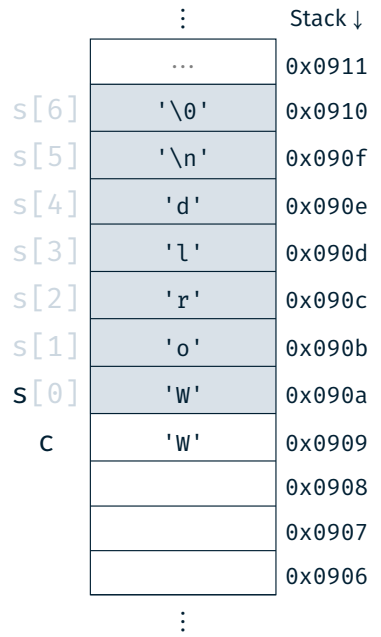 ⋮ Stack ↓
... 0x0911
s[6] '\0' 0x0910
s[5] '\n' 0x090f
s[4] 'd' 0x090e
s[3] 'l' 0x090d
s[2] 'r' 0x090c
s[1] 'o' 0x090b
s[0] 'W' 0x090a
c 'W' 0x0909
0x0908
0x0907
0x0906
⋮